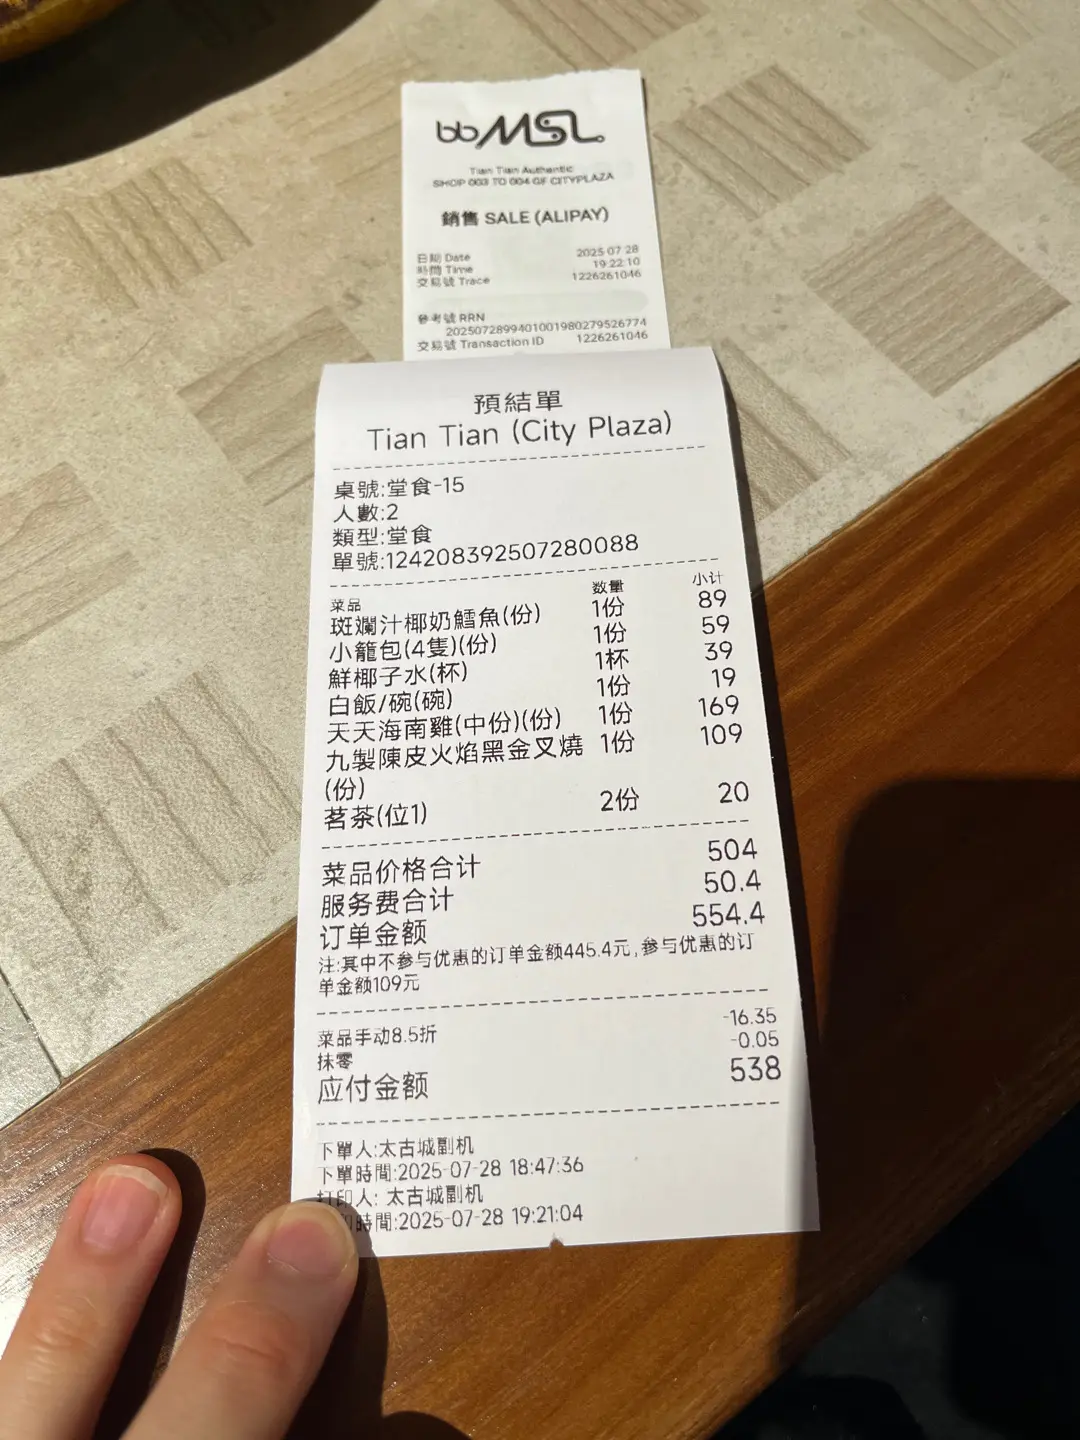 bbMSL
Tian Tian Authentic
SHOP 003 TO 004 OF CITYPLAZA
銷售 SALE (ALIPAY)
日期 Date 2025 07 28
時間 Time 19:22:10
交易號 Trace 1226261046
參考號 RRN
2025072899401001980279526774
交易號 Transaction ID 1226261046
預結單
Tian Tian (City Plaza)
桌號:堂食-15
人數:2
類型:堂食
單號:124208392507280088
菜品 数量 小计
斑斕汁椰奶鱈魚(份) 1份 89
小籠包(4隻)(份) 1份 59
鮮椰子水(杯) 1杯 39
白飯/碗(碗) 1份 19
天天海南雞(中份)(份) 1份 169
九製陳皮火焰黑金叉燒 1份 109
(份)
茗茶(位1) 2份 20
菜品价格合计 504
服务费合计 50.4
订单金额 554.4
注:其中不参与优惠的订单金额445.4元,参与优惠的订
单金额109元
菜品手动8.5折 -16.35
抹零 -0.05
应付金额 538
下單人:太古城副机
下單時間:2025-07-28 18:47:36
打印人: 太古城副机
時間:2025-07-28 19:21:04